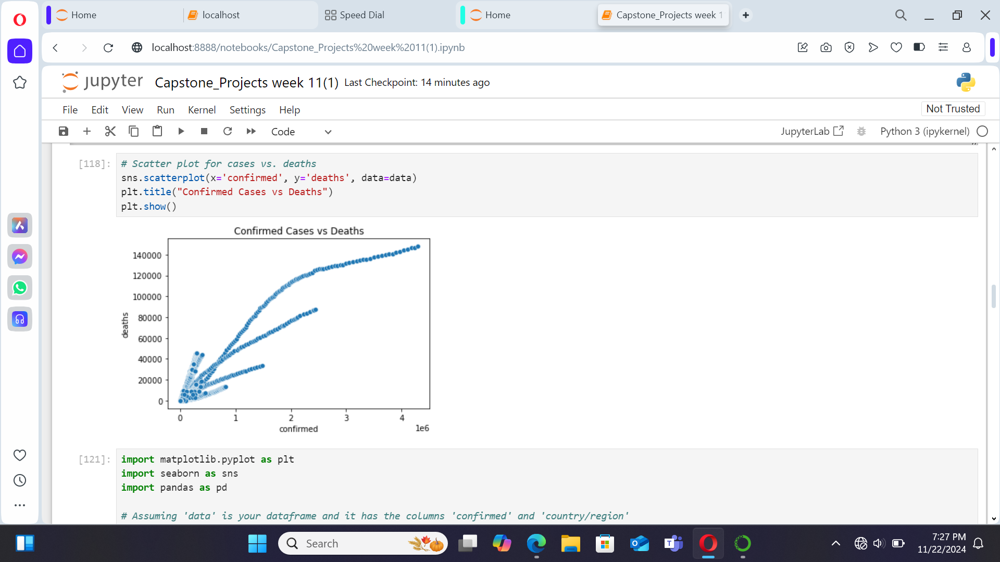 Home
localhost
Speed Dial
Home
Capstone_Projects week 1
localhost:8888/notebooks/Capstone_Projects%20week%2011(1).ipynb
jupyter
Capstone_Projects week 11(1)
Last Checkpoint: 14 minutes ago
File Edit View Run Kernel Settings Help
Not Trusted
Code
JupyterLab
Python 3 (ipykernel)
[118]:
# Scatter plot for cases vs. deaths
sns.scatterplot(x='confirmed', y='deaths', data=data)
plt.title("Confirmed Cases vs Deaths")
plt.show()
Confirmed Cases vs Deaths
140000
120000
100000
80000
60000
40000
20000
0
deaths
0 1 2 3 4
confirmed
1e6
[121]:
import matplotlib.pyplot as plt
import seaborn as sns
import pandas as pd
# Assuming 'data' is your dataframe and it has the columns 'confirmed' and 'country/region'
Search
7:27 PM
11/22/2024